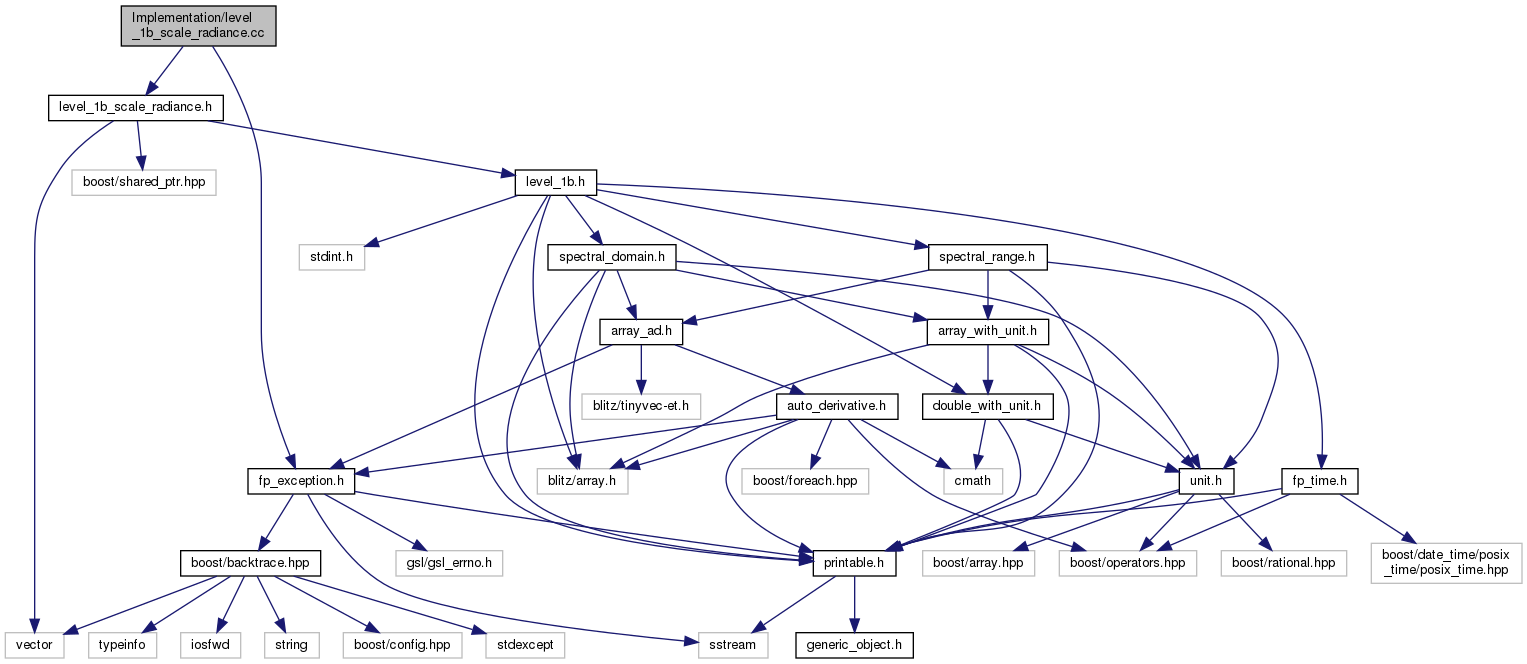 Implementation/level
_1b_scale_radiance.cc
level_1b_scale_radiance.h
boost/shared_ptr.hpp
level_1b.h
stdint.h
spectral_domain.h
spectral_range.h
array_ad.h
array_with_unit.h
blitz/tinyvec-et.h
auto_derivative.h
double_with_unit.h
fp_exception.h
blitz/array.h
boost/foreach.hpp
cmath
unit.h
fp_time.h
boost/backtrace.hpp
gsl/gsl_errno.h
printable.h
boost/array.hpp
boost/operators.hpp
boost/rational.hpp
boost/date_time/posix
_time/posix_time.hpp
vector
typeinfo
iosfwd
string
boost/config.hpp
stdexcept
sstream
generic_object.h